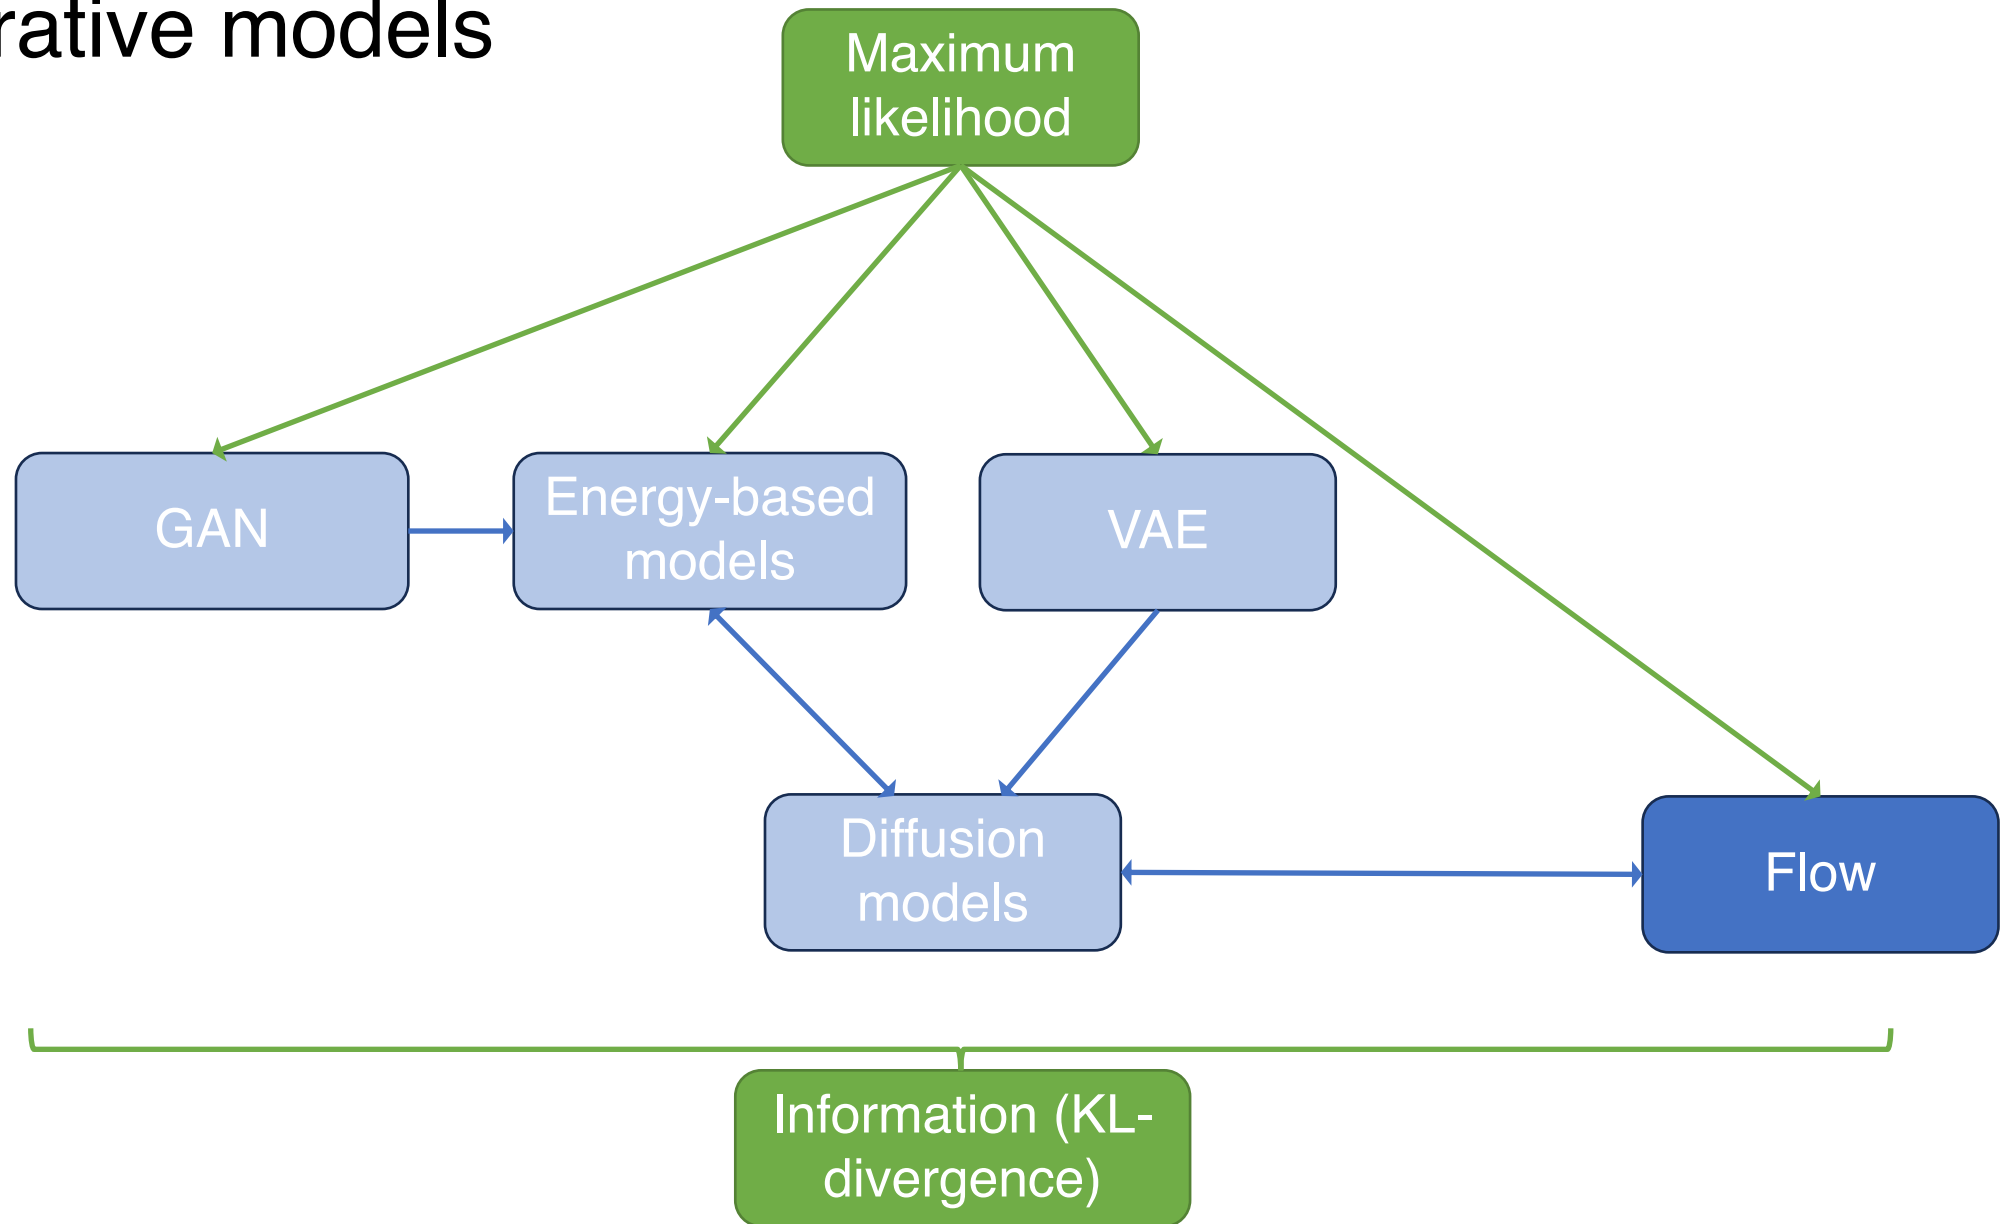 rative models
Maximum
likelihood
GAN
Energy-based
models
VAE
Diffusion
models
Flow
Information (KL-
divergence)